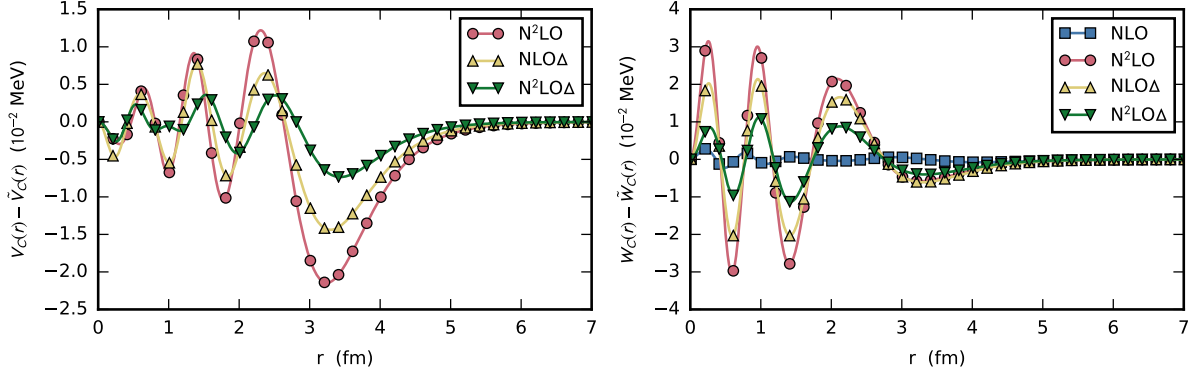 V_C(r) − Ṽ_C(r) (10⁻² MeV)
1.5
1.0
0.5
0.0
−0.5
−1.0
−1.5
−2.0
−2.5
0 1 2 3 4 5 6 7
r (fm)
N²LO
NLOΔ
N²LOΔ
W_C(r) − W̃_C(r) (10⁻² MeV)
4
3
2
1
0
−1
−2
−3
−4
0 1 2 3 4 5 6 7
r (fm)
NLO
N²LO
NLOΔ
N²LOΔ